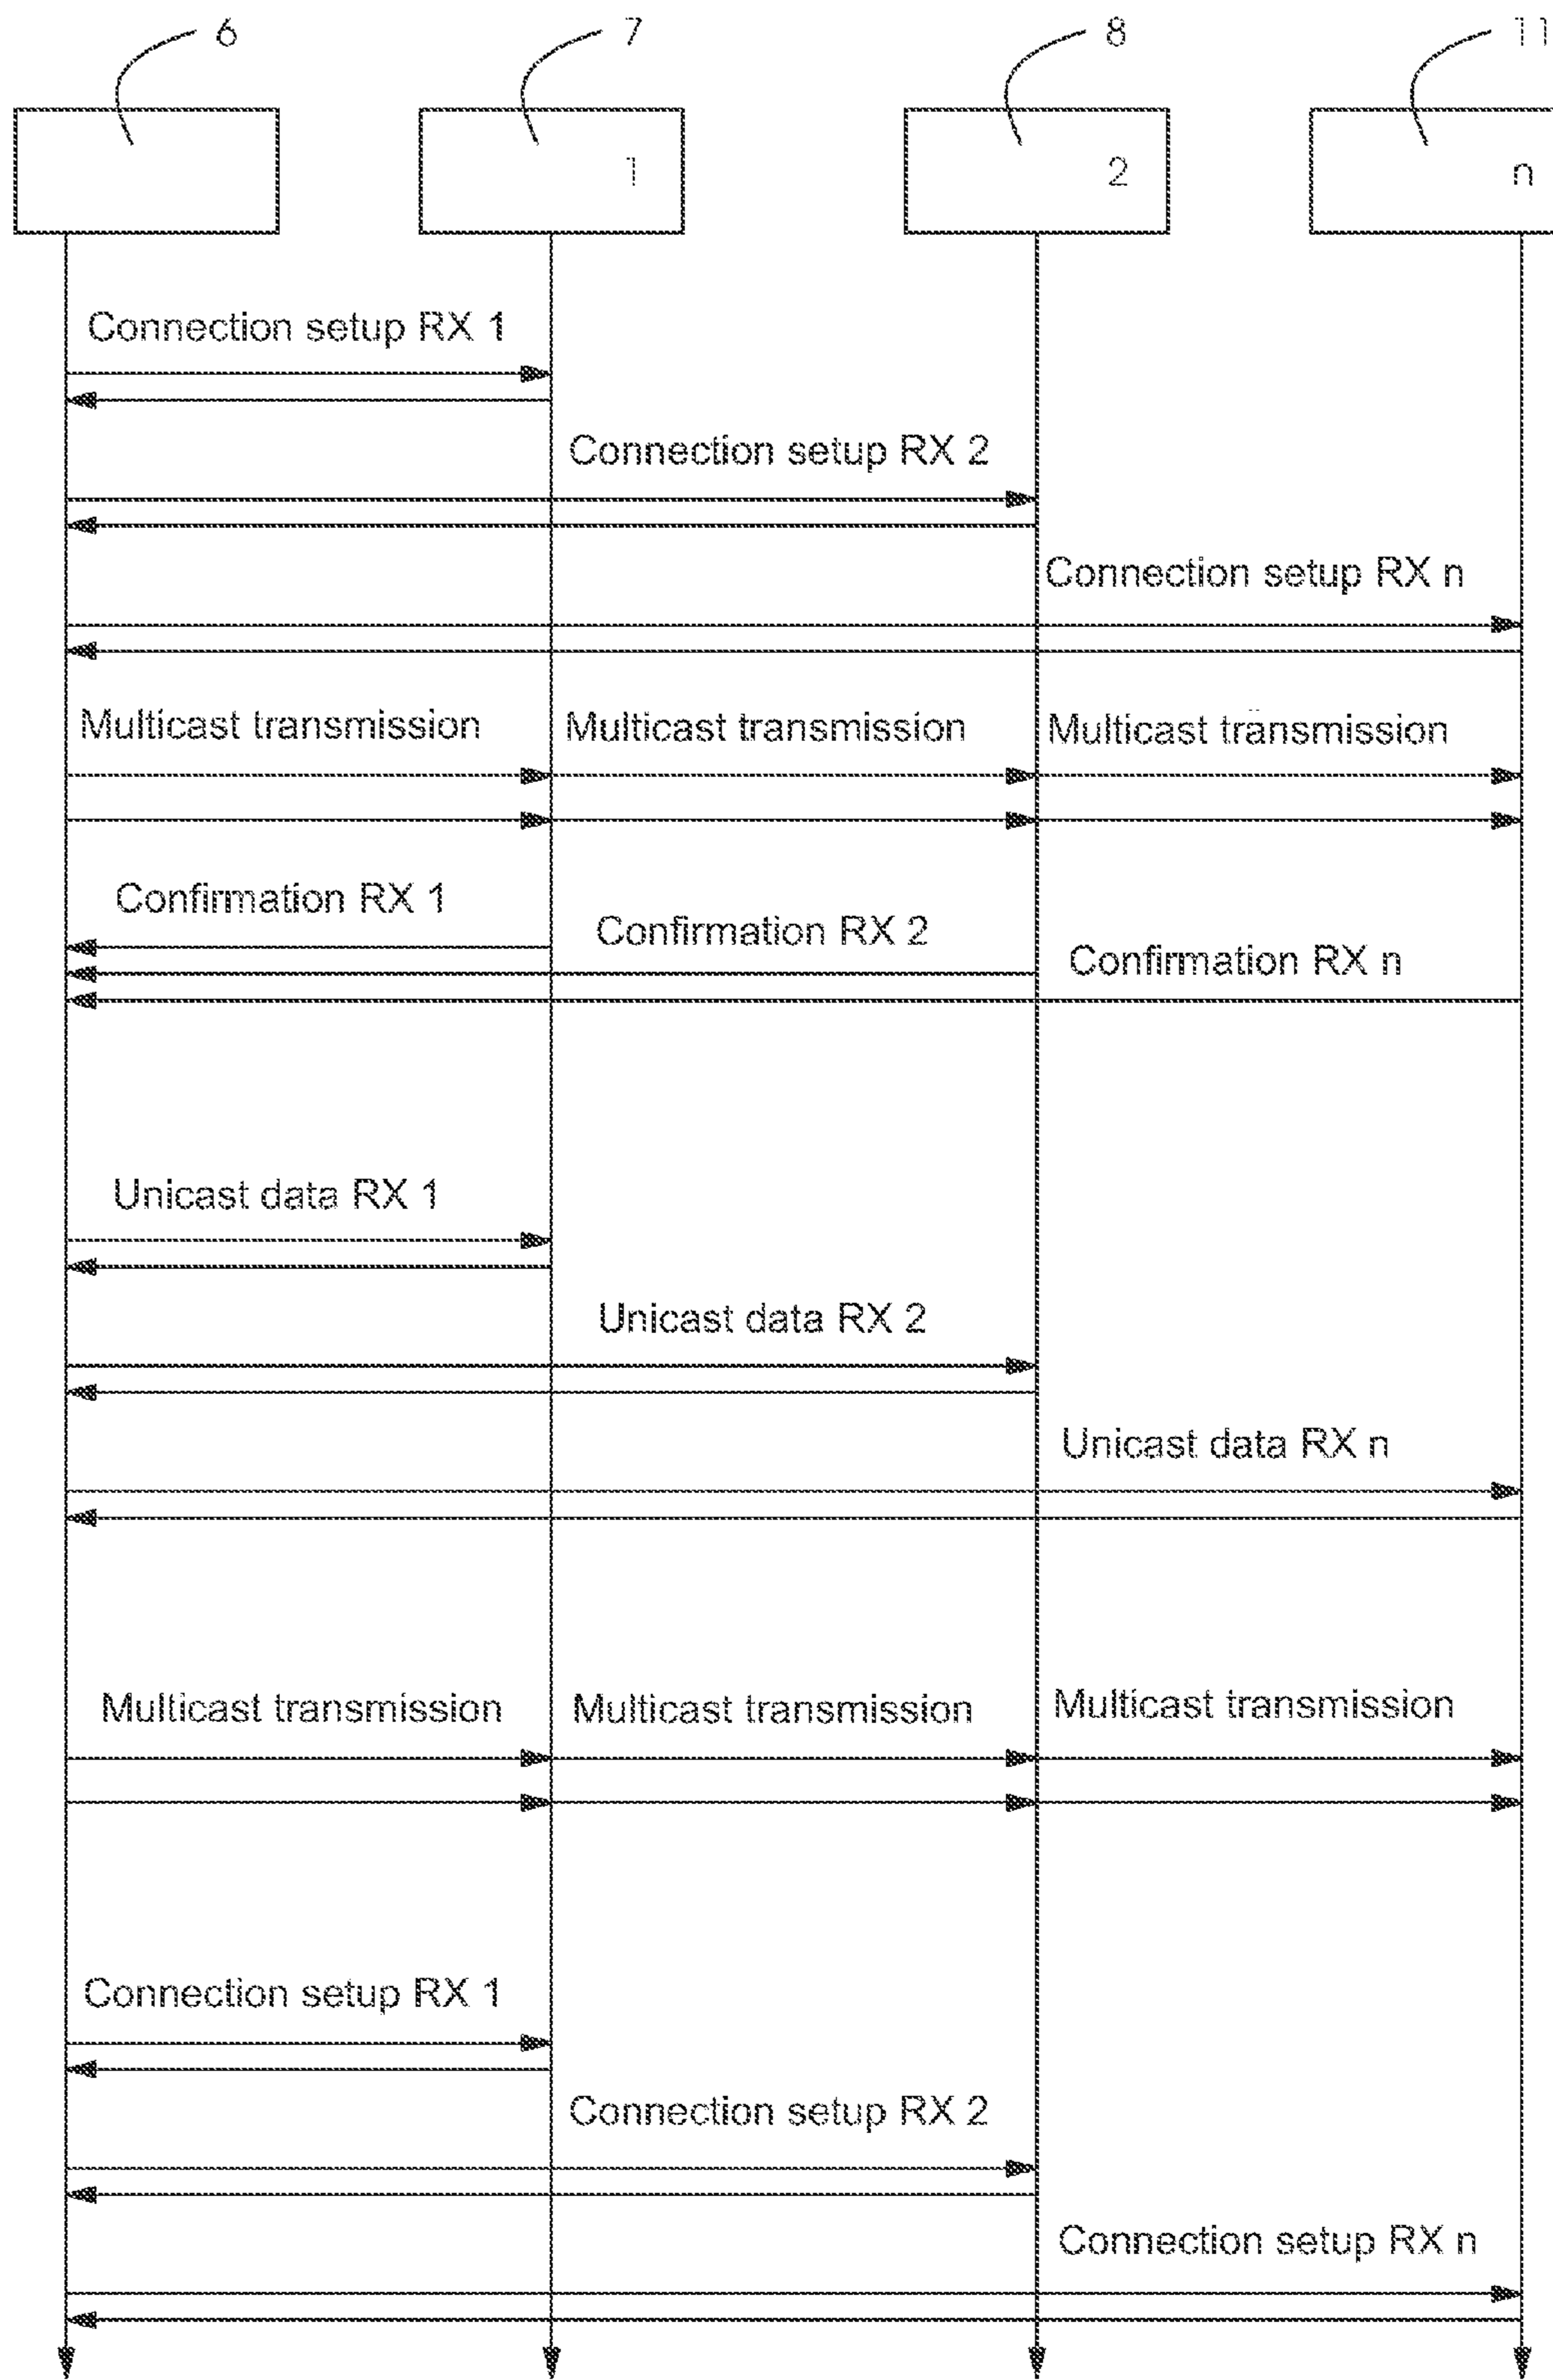 6 7 8 11
1 2 n
Connection setup RX 1
Connection setup RX 2
Connection setup RX n
Multicast transmission Multicast transmission Multicast transmission
Confirmation RX 1
Confirmation RX 2
Confirmation RX n
Unicast data RX 1
Unicast data RX 2
Unicast data RX n
Multicast transmission Multicast transmission Multicast transmission
Connection setup RX 1
Connection setup RX 2
Connection setup RX n